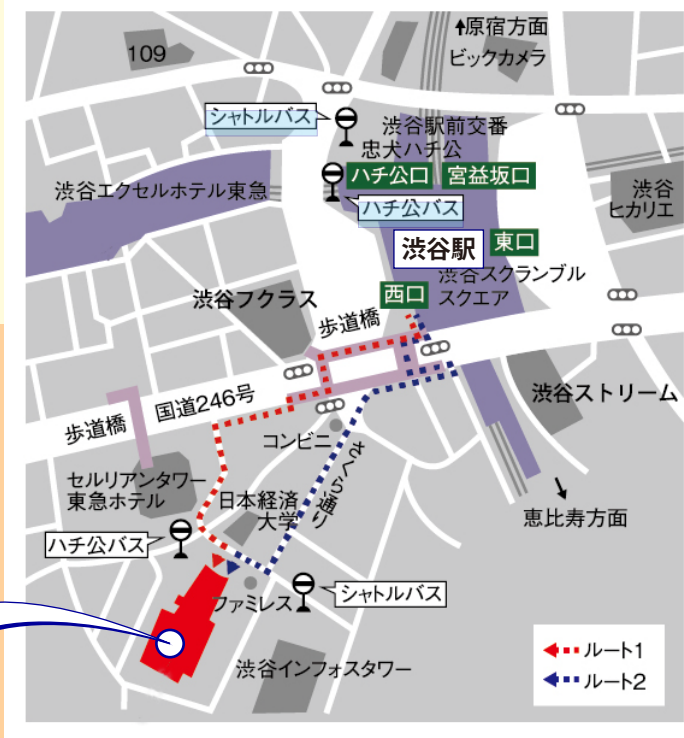 ↑原宿方面
109
ビックカメラ
シャトルバス
渋谷駅前交番
忠犬ハチ公
ハチ公口
宮益坂口
渋谷エクセルホテル東急
ハチ公バス
渋谷
ヒカリエ
渋谷駅
東口
渋谷スクランブル
スクエア
西口
渋谷フクラス
歩道橋
渋谷ストリーム
国道246号
歩道橋
コンビニ
さくら通り
セルリアンタワー
東急ホテル
日本経済
大学
恵比寿方面
ハチ公バス
ファミレス
シャトルバス
渋谷インフォスタワー
ルート1
ルート2